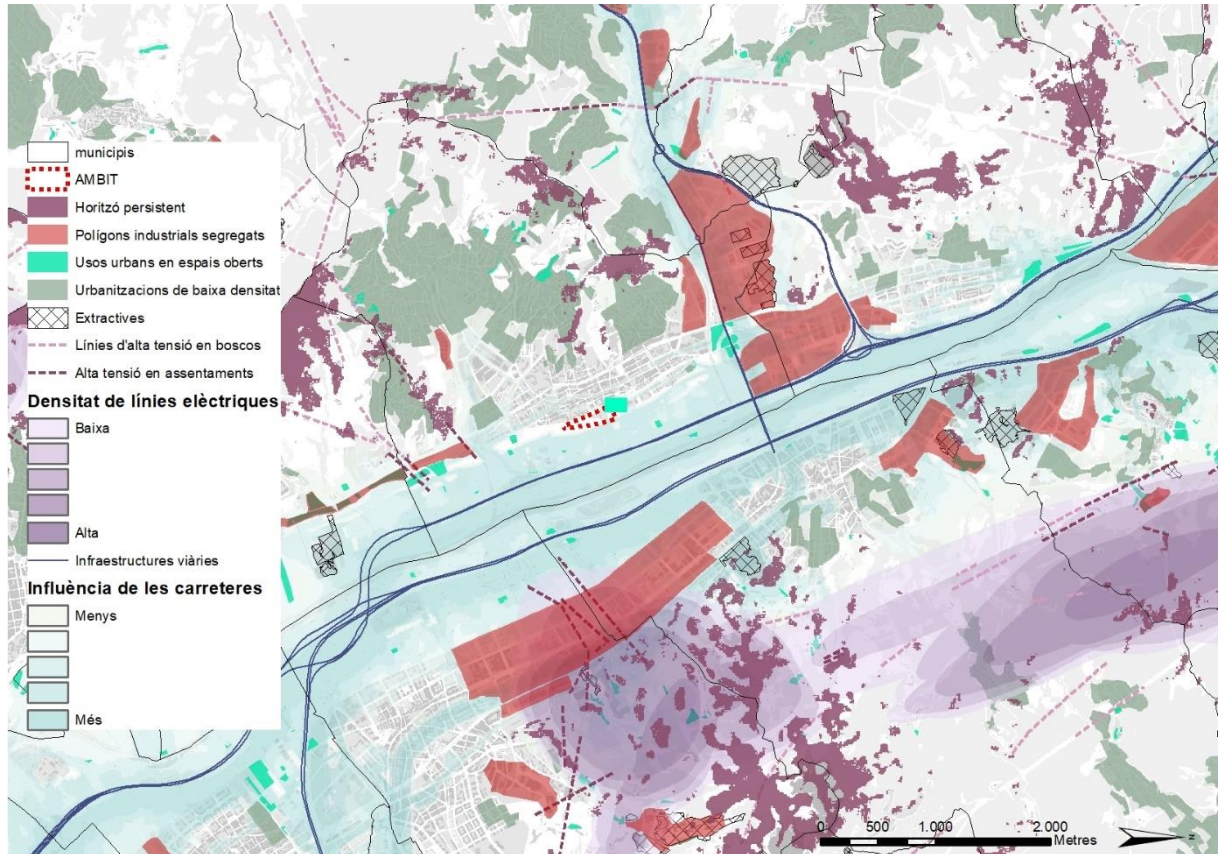 municipis
AMBIT
Horitzó persistent
Polígons industrials segregats
Usos urbans en espais oberts
Urbanitzacions de baixa densitat
Extractives
Línies d'alta tensió en boscos
Alta tensió en assentaments
Densitat de línies elèctriques
Baixa
Alta
Infraestructures viàries
Influència de les carreteres
Menys
Més
0 500 1.000 2.000
Metres
z